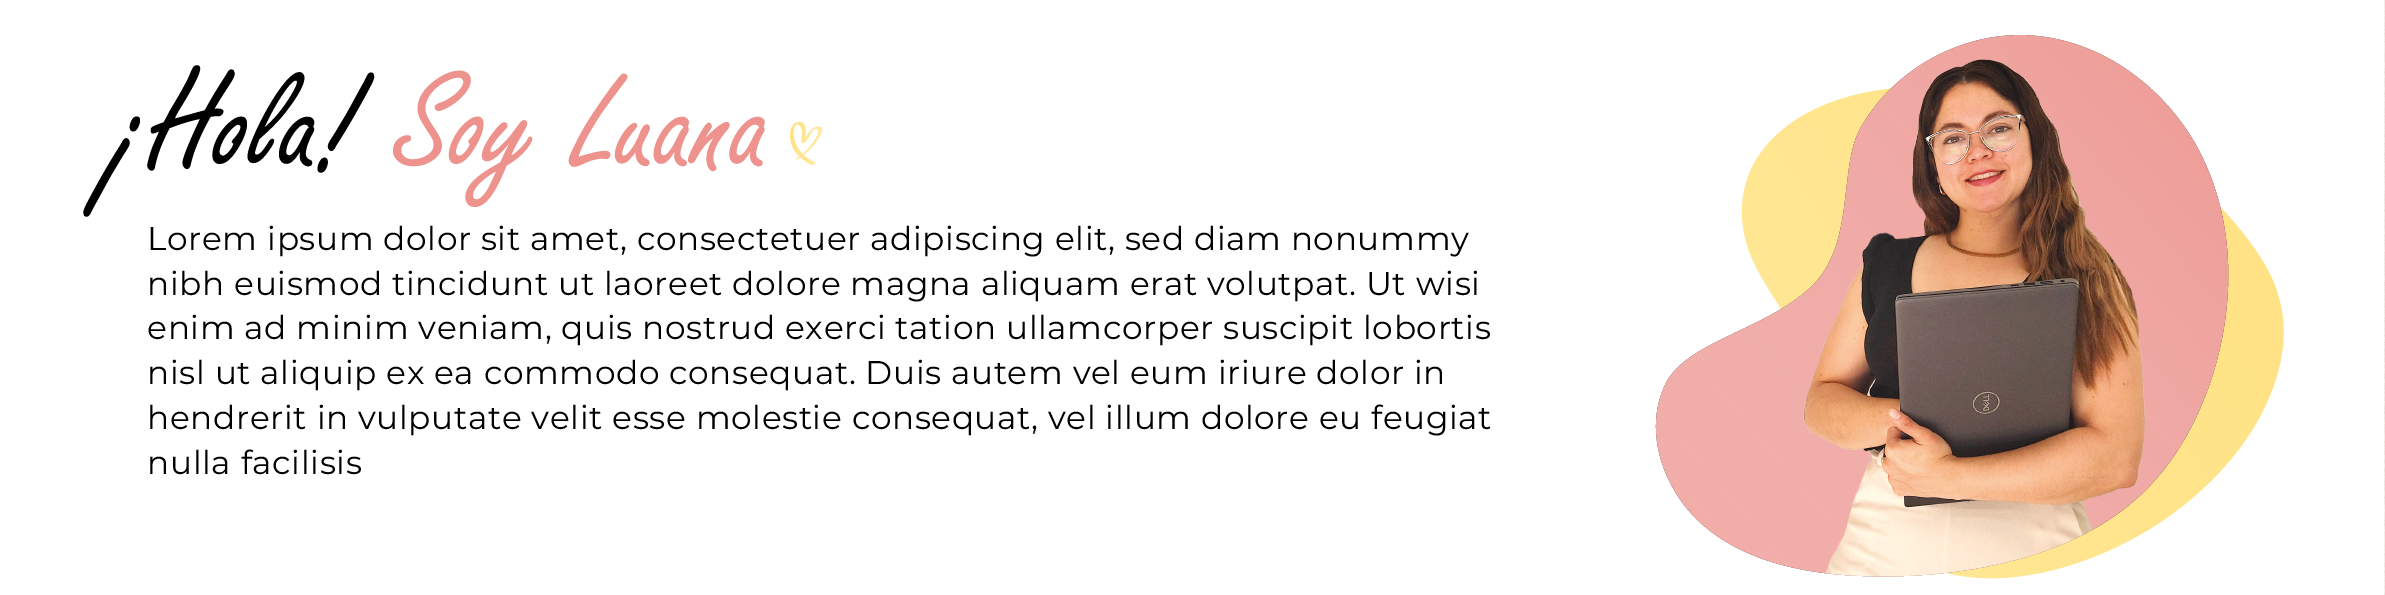 ¡Hola! Soy Luana
Lorem ipsum dolor sit amet, consectetuer adipiscing elit, sed diam nonummy
nibh euismod tincidunt ut laoreet dolore magna aliquam erat volutpat. Ut wisi
enim ad minim veniam, quis nostrud exerci tation ullamcorper suscipit lobortis
nisl ut aliquip ex ea commodo consequat. Duis autem vel eum iriure dolor in
hendrerit in vulputate velit esse molestie consequat, vel illum dolore eu feugiat
nulla facilisis
DELL